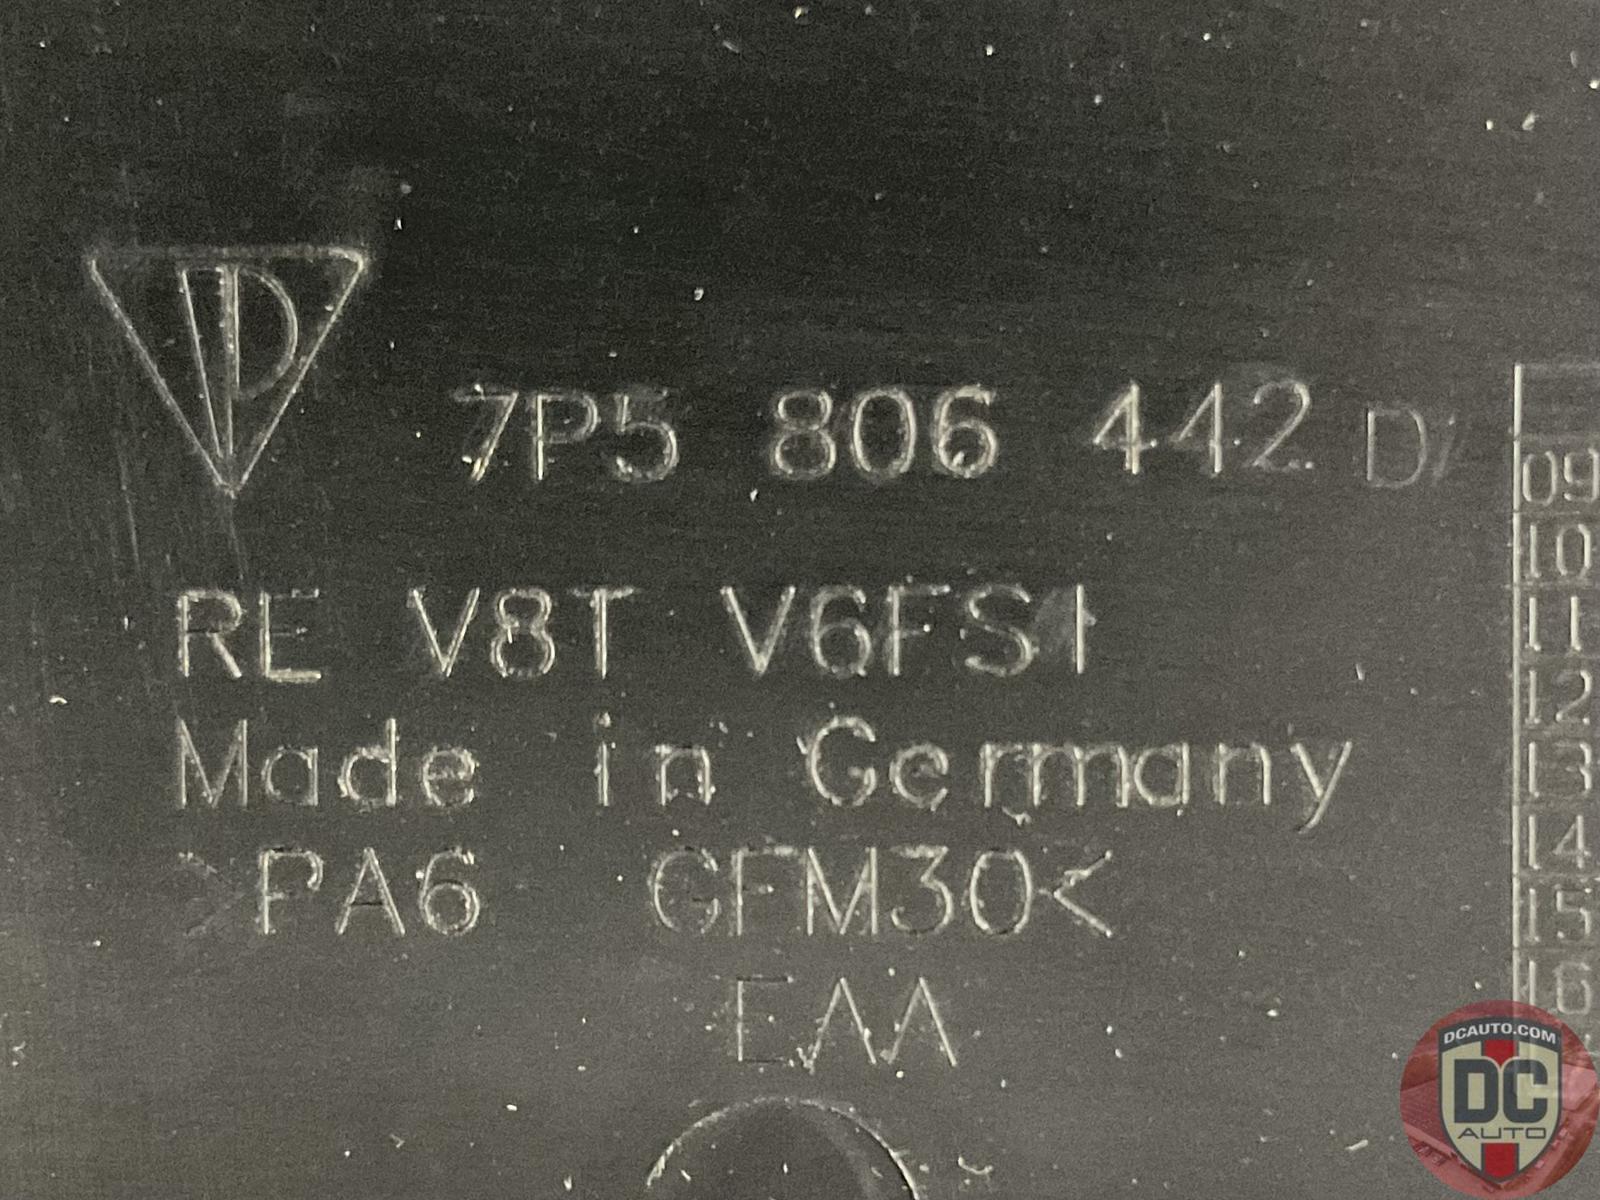 7P5 806 442 D
RE V8T V6FSI
Made in Germany
>PA6 GFM30<
09
10
11
12
13
14
15
16
DCAUTO.COM
DC
AUTO